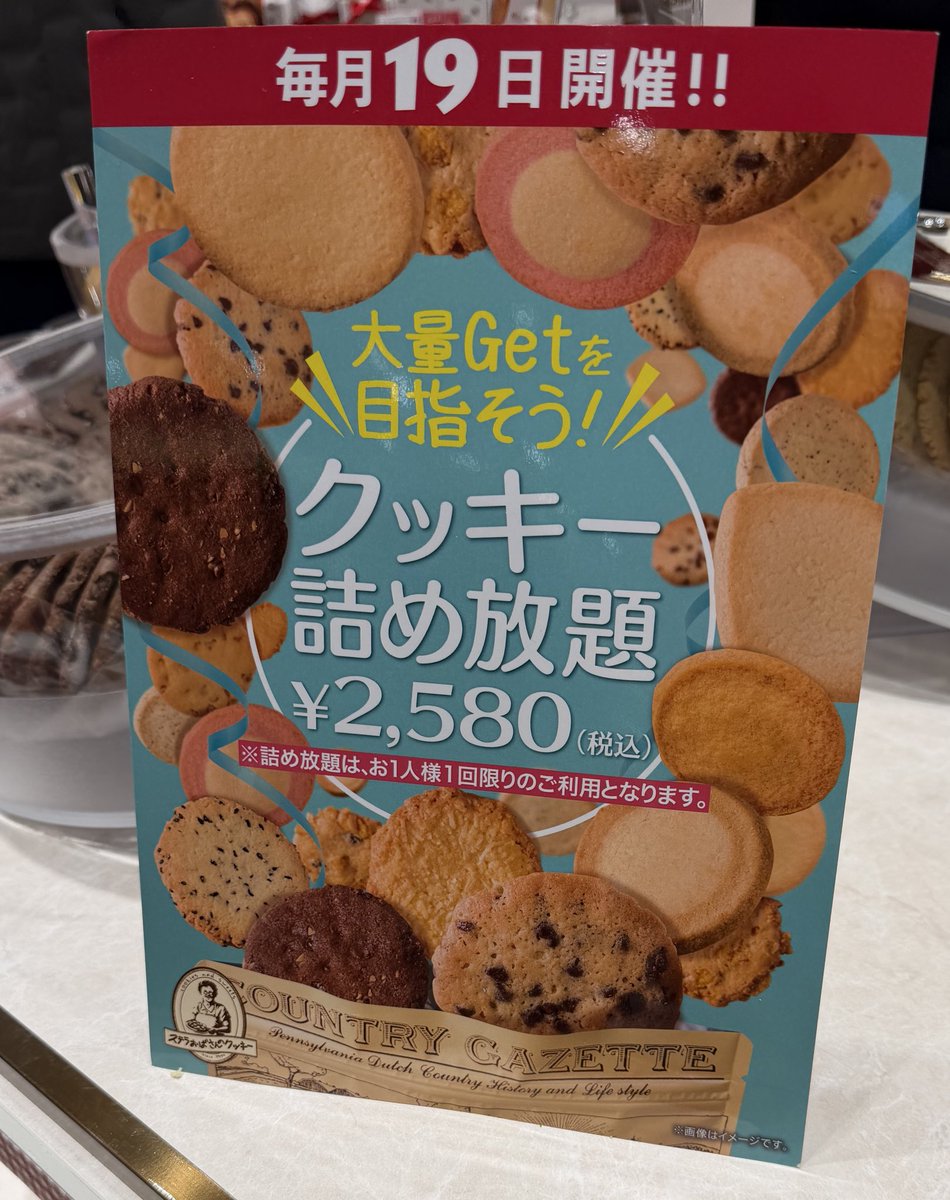 毎月19日開催!!
大量Getを
目指そう!
クッキー
詰め放題
¥2,580(税込)
※詰め放題は、お1人様1回限りのご利用となります。
cookies and sweets
ステラおばさんのクッキー
COUNTRY GAZETTE
Pennsylvania Dutch Country History and Life style
※画像はイメージです。